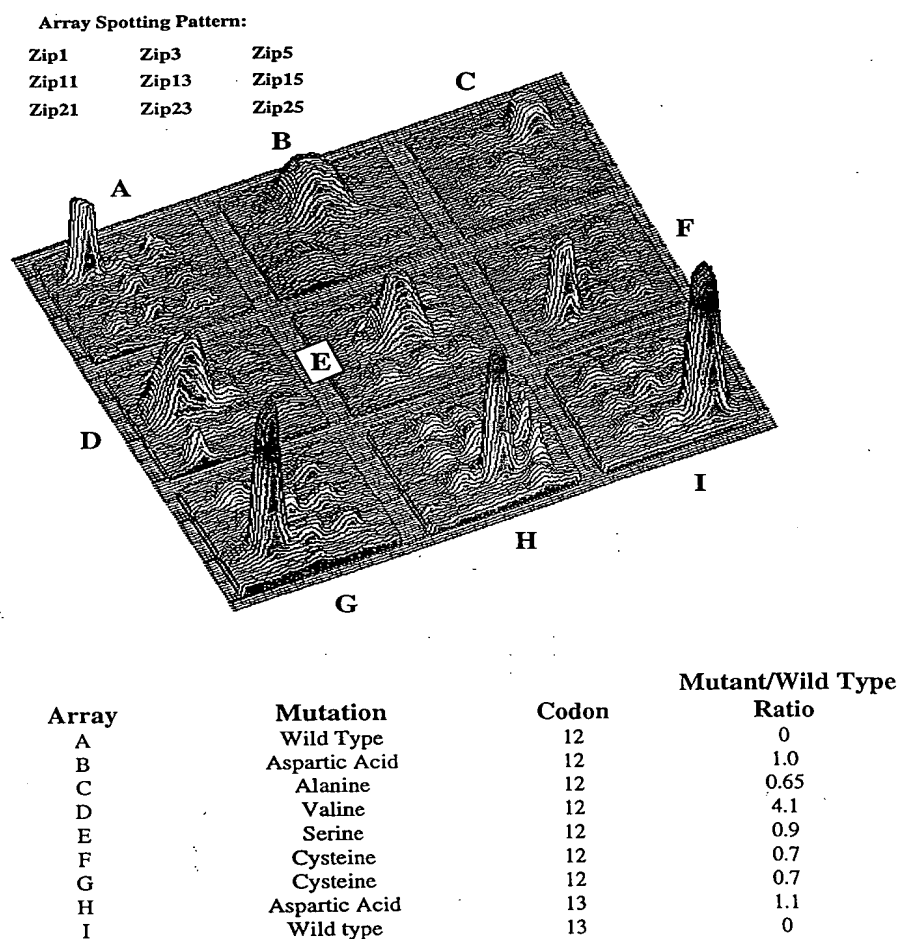 Array Spotting Pattern:
Zip1 Zip3 Zip5
Zip11 Zip13 Zip15
Zip21 Zip23 Zip25
C
B
A
F
E
D
I
H
G
Mutant/Wild Type
Array Mutation Codon Ratio
A Wild Type 12 0
B Aspartic Acid 12 1.0
C Alanine 12 0.65
D Valine 12 4.1
E Serine 12 0.9
F Cysteine 12 0.7
G Cysteine 12 0.7
H Aspartic Acid 13 1.1
I Wild type 13 0